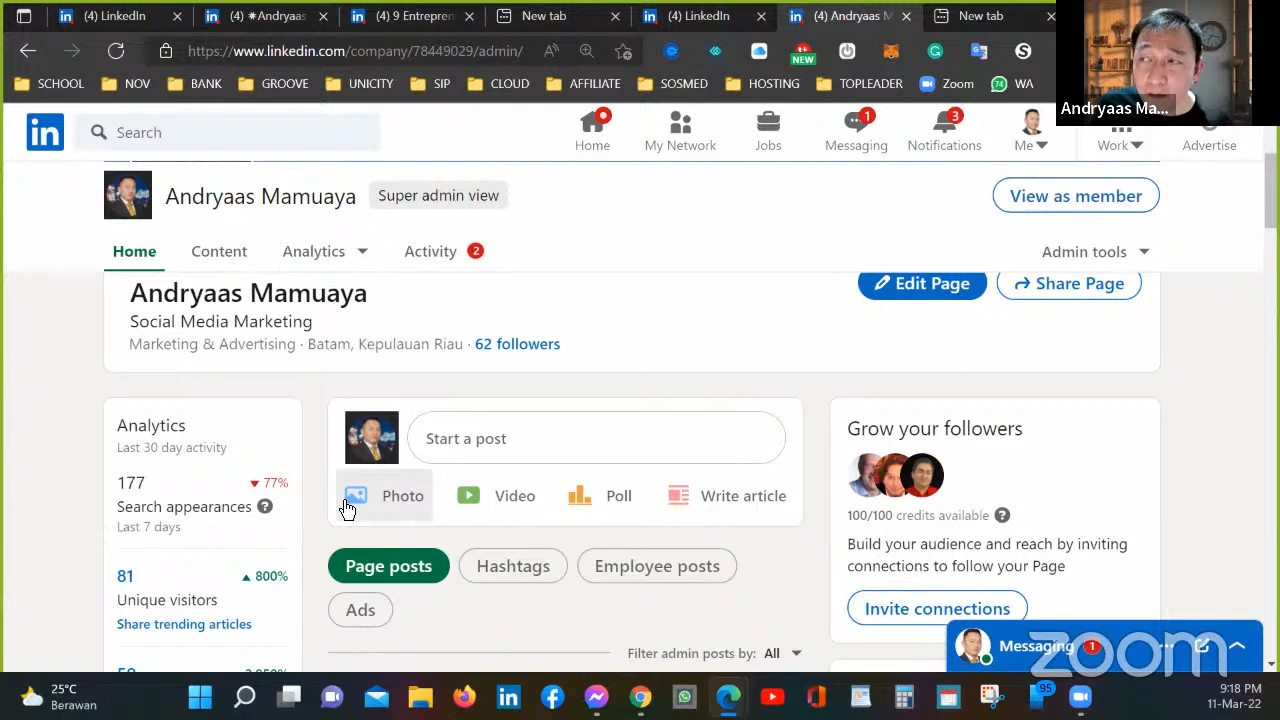 (4) LinkedIn
(4) ✶Andryaas
(4) 9 Entrepren
New tab
(4) LinkedIn
(4) Andryaas M
New tab
https://www.linkedin.com/company/78449029/admin/
NEW
SCHOOL
NOV
BANK
GROOVE
UNICITY
SIP
CLOUD
AFFILIATE
SOSMED
HOSTING
TOPLEADER
Zoom
74
WA
Andryaas Ma...
in
Search
Home
My Network
Jobs
1
Messaging
3
Notifications
Me
Work
Advertise
Andryaas Mamuaya
Super admin view
View as member
Home
Content
Analytics
Activity
2
Admin tools
Andryaas Mamuaya
Social Media Marketing
Marketing & Advertising · Batam, Kepulauan Riau · 62 followers
Edit Page
Share Page
Analytics
Last 30 day activity
177
77%
Search appearances
Last 7 days
81
800%
Unique visitors
Share trending articles
Start a post
Photo
Video
Poll
Write article
Page posts
Hashtags
Employee posts
Ads
Filter admin posts by: All
Grow your followers
100/100 credits available
Build your audience and reach by inviting
connections to follow your Page
Invite connections
Messaging
1
zoom
25°C
Berawan
95
9:18 PM
11-Mar-22